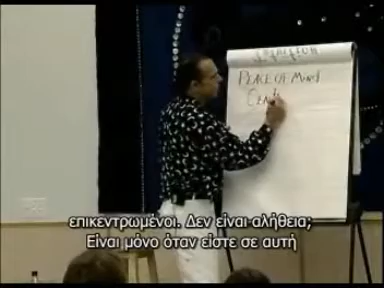 PEACE OF MIND
επικεντρωμένοι. Δεν είναι αλήθεια;
Είναι μόνο όταν είστε σε αυτή